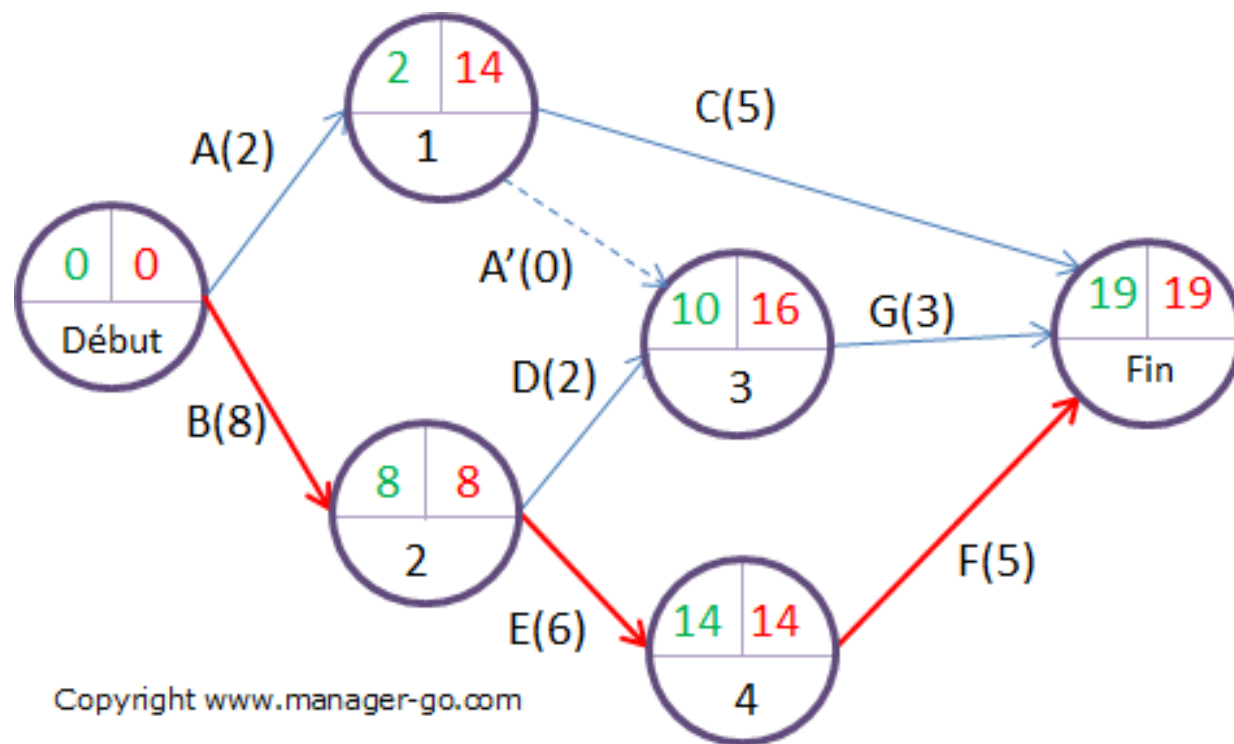 2 14
1
A(2)
C(5)
0 0
Début
A’(0)
10 16
3
G(3)
19 19
Fin
D(2)
B(8)
8 8
2
E(6)
F(5)
14 14
4
Copyright www.manager-go.com